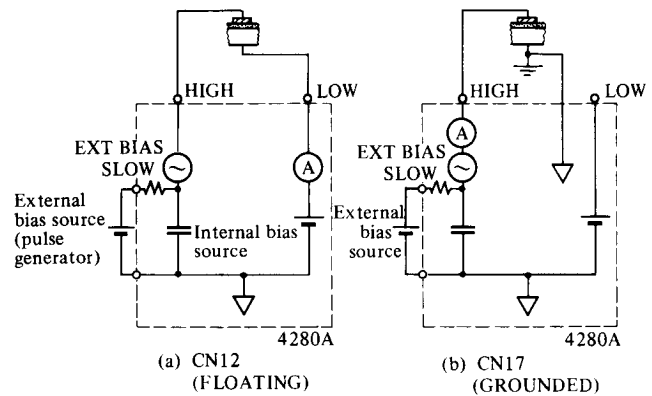 HIGH
LOW
EXT BIAS
SLOW
A
External
bias source
(pulse
generator)
Internal bias
source
4280A
(a) CN12
(FLOATING)
HIGH
LOW
A
EXT BIAS
SLOW
External
bias
source
4280A
(b) CN17
(GROUNDED)